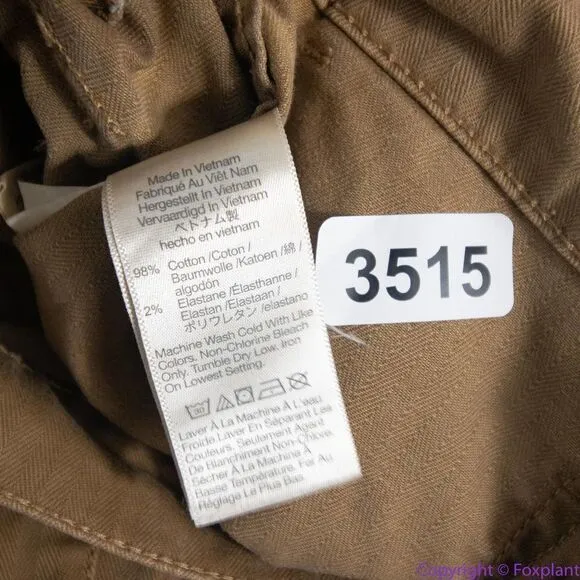 Made In Vietnam
Fabriqué Au Viêt Nam
Hergestellt In Vietnam
Vervaardigd In Vietnam
ベトナム製
hecho en vietnam
98% Cotton /Coton /
Baumwolle /Katoen /綿 /
algodón
2% Elastane /Élasthanne /
Elastan /Elastaan /
ポリウレタン /elastano
Machine Wash Cold With Like
Colors. Non-Chlorine Bleach
Only. Tumble Dry Low. Iron
On Lowest Setting.
30
Laver À La Machine À L'eau
Froide Laver En Séparant Les
Couleurs. Seulement Agent
De Blanchiment Non-Chlore.
Sécher À La Machine À
Basse Température. Fer Au
Réglage Le Plus Bas.
3515
Copyright © Foxplant